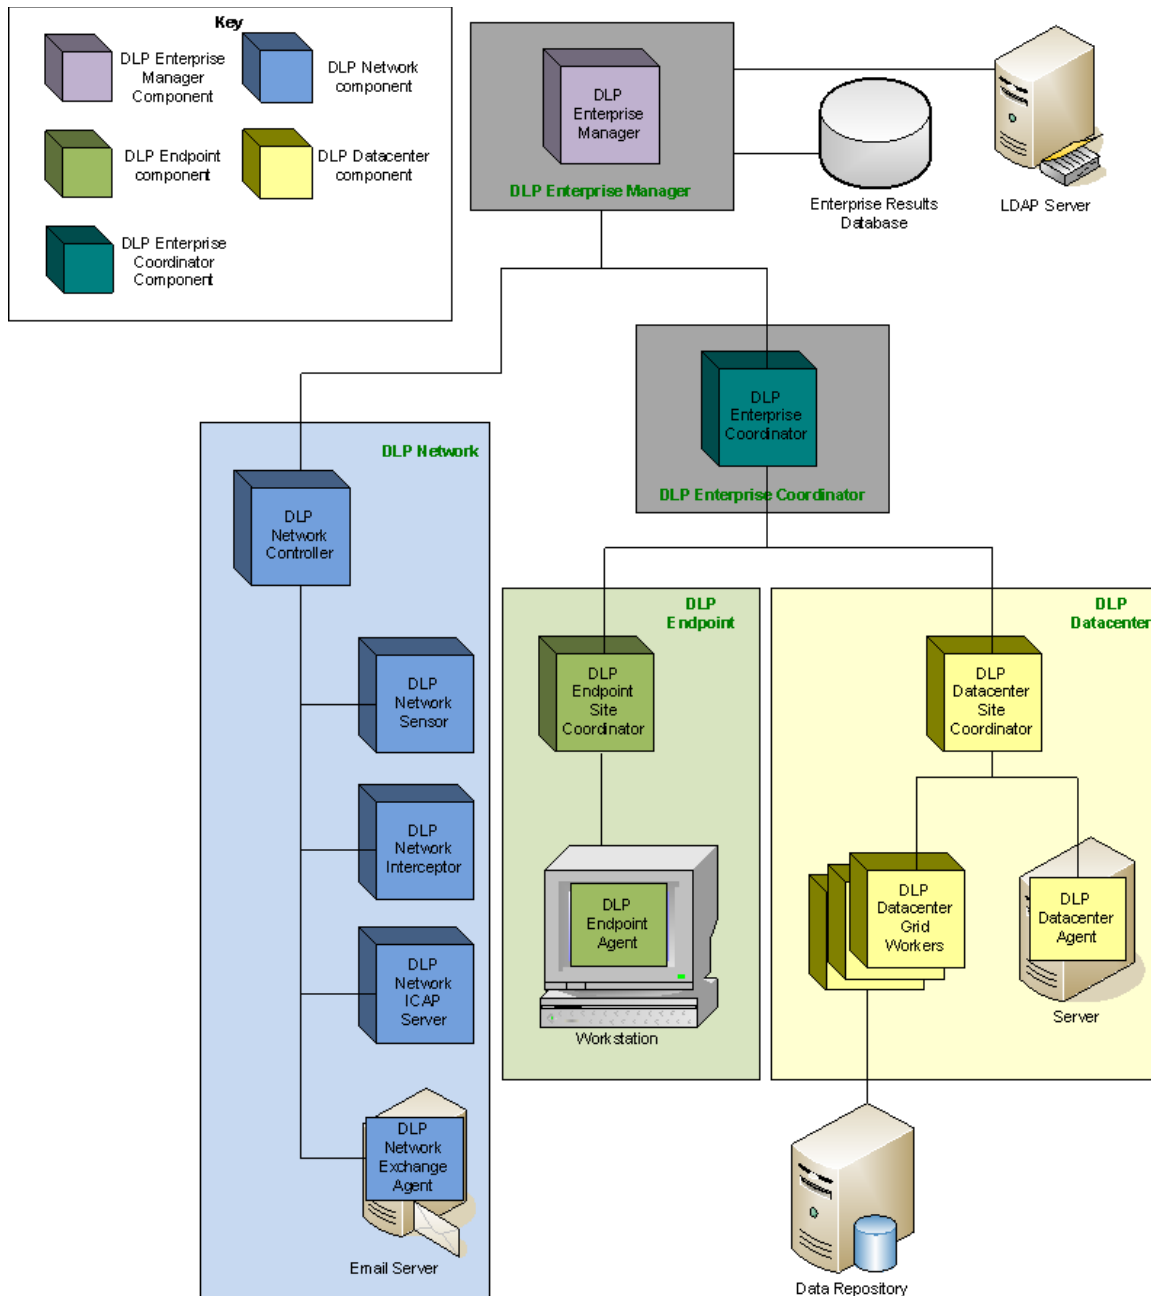 Key
DLP Enterprise
Manager
Component
DLP Network
component
DLP Endpoint
component
DLP Datacenter
component
DLP Enterprise
Coordinator
Component
DLP
Enterprise
Manager
DLP Enterprise Manager
Enterprise Results
Database
LDAP Server
DLP
Enterprise
Coordinator
DLP Enterprise Coordinator
DLP Network
DLP
Network
Controller
DLP
Network
Sensor
DLP
Network
Interceptor
DLP
Network
ICAP
Server
DLP
Network
Exchange
Agent
Email Server
DLP
Endpoint
DLP
Endpoint
Site
Coordinator
DLP
Endpoint
Agent
Workstation
DLP
Datacenter
DLP
Datacenter
Site
Coordinator
DLP
Datacenter
Grid
Workers
DLP
Datacenter
Agent
Server
Data Repository